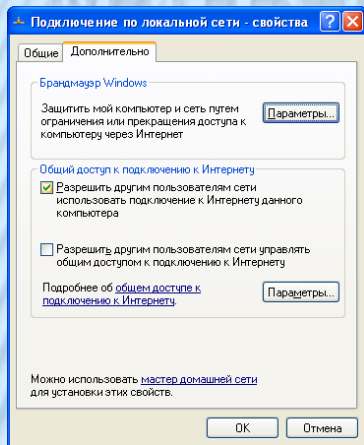 Подключение по локальной сети - свойства
Общие Дополнительно
Брандмауэр Windows
Защитить мой компьютер и сеть путем
ограничения или прекращения доступа к
компьютеру через Интернет
Параметры...
Общий доступ к подключению к Интернету
Разрешить другим пользователям сети
использовать подключение к Интернету данного
компьютера
Разрешить другим пользователям сети управлять
общим доступом к подключению к Интернету
Подробнее об общем доступе к
подключению к Интернету.
Параметры...
Можно использовать мастер домашней сети
для установки этих свойств.
OK Отмена